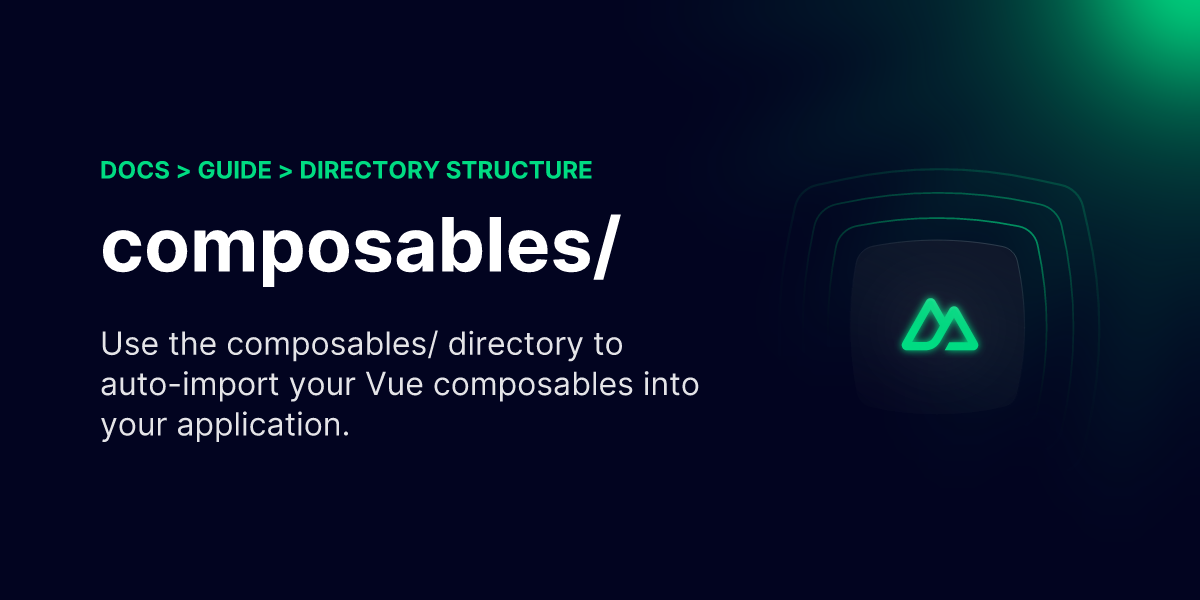 DOCS > GUIDE > DIRECTORY STRUCTURE
composables/
Use the composables/ directory to
auto-import your Vue composables into
your application.